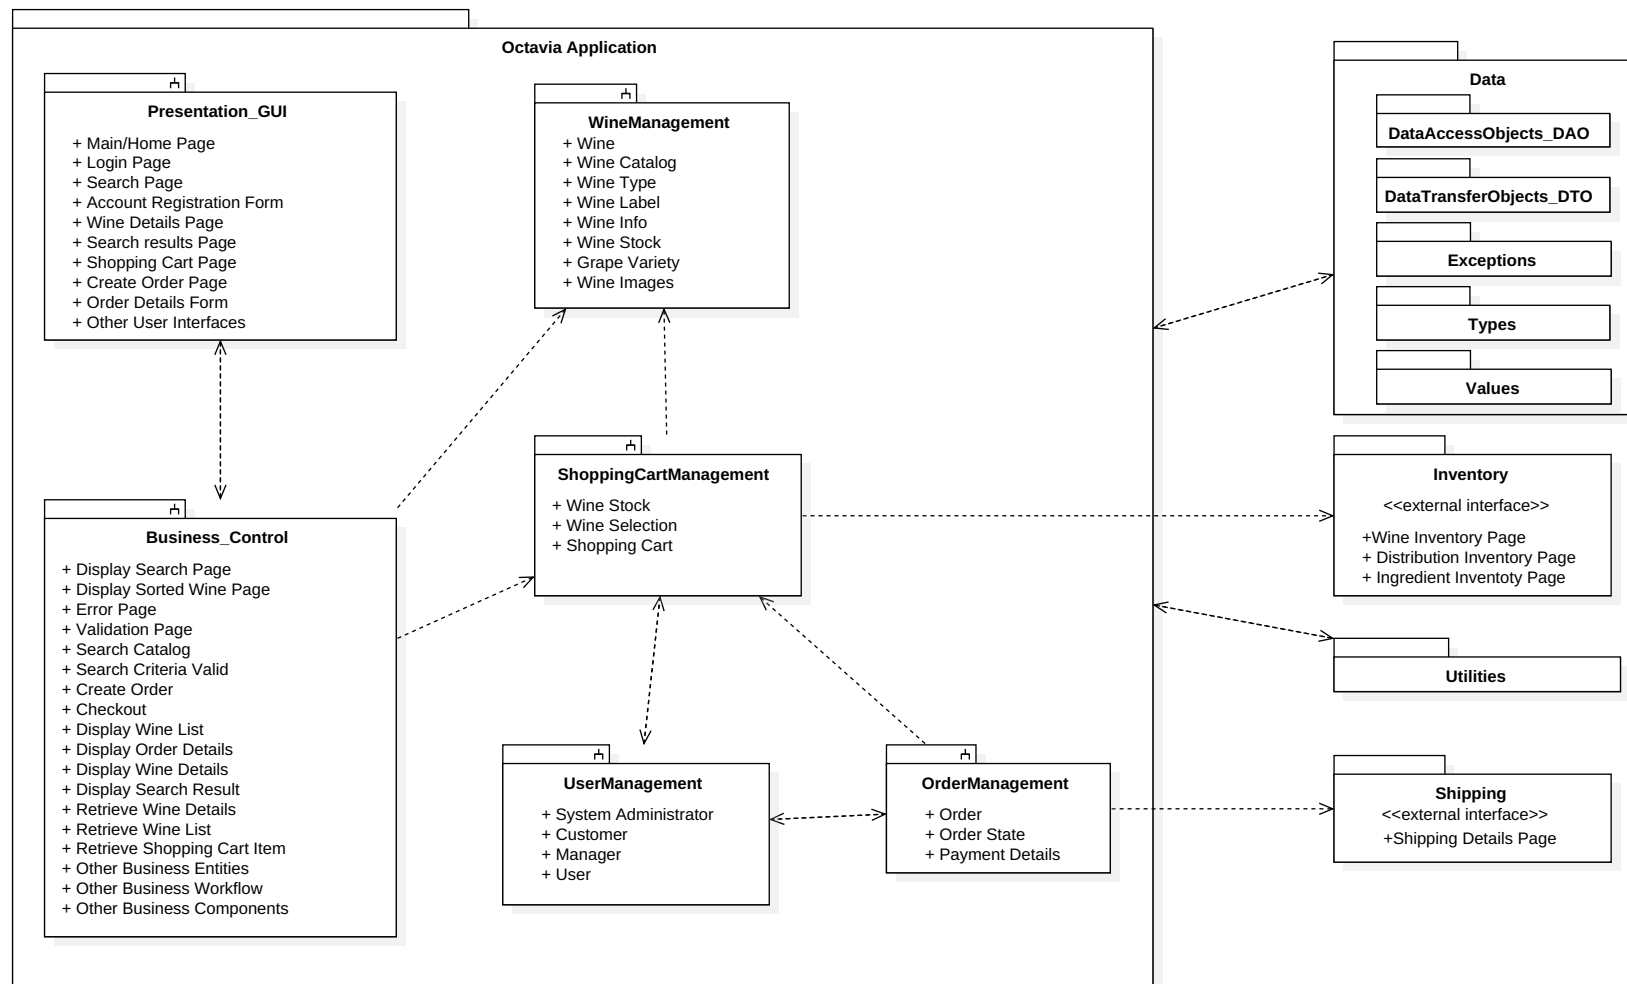 Octavia Application
Presentation_GUI
+ Main/Home Page
+ Login Page
+ Search Page
+ Account Registration Form
+ Wine Details Page
+ Search results Page
+ Shopping Cart Page
+ Create Order Page
+ Order Details Form
+ Other User Interfaces
WineManagement
+ Wine
+ Wine Catalog
+ Wine Type
+ Wine Label
+ Wine Info
+ Wine Stock
+ Grape Variety
+ Wine Images
Business_Control
+ Display Search Page
+ Display Sorted Wine Page
+ Error Page
+ Validation Page
+ Search Catalog
+ Search Criteria Valid
+ Create Order
+ Checkout
+ Display Wine List
+ Display Order Details
+ Display Wine Details
+ Display Search Result
+ Retrieve Wine Details
+ Retrieve Wine List
+ Retrieve Shopping Cart Item
+ Other Business Entities
+ Other Business Workflow
+ Other Business Components
ShoppingCartManagement
+ Wine Stock
+ Wine Selection
+ Shopping Cart
UserManagement
+ System Administrator
+ Customer
+ Manager
+ User
OrderManagement
+ Order
+ Order State
+ Payment Details
Data
DataAccessObjects_DAO
DataTransferObjects_DTO
Exceptions
Types
Values
Inventory
<<external interface>>
+Wine Inventory Page
+ Distribution Inventory Page
+ Ingredient Inventoty Page
Utilities
Shipping
<<external interface>>
+Shipping Details Page